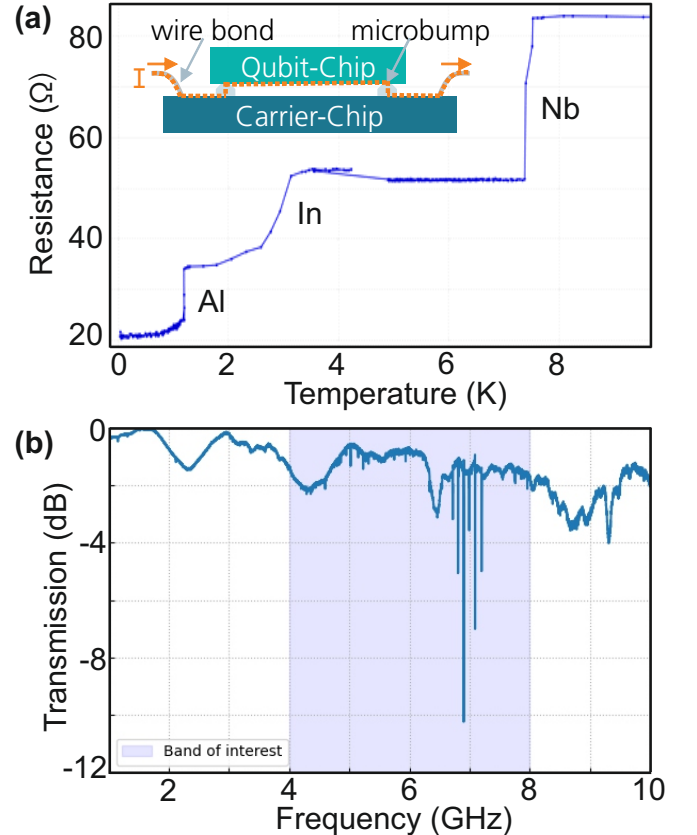 (a)
wire bond
microbump
I
Qubit-Chip
Carrier-Chip
Nb
In
Al
Resistance (Ω)
80
60
40
20
0
2
4
6
8
Temperature (K)
(b)
Transmission (dB)
0
-4
-8
-12
Band of interest
2
4
6
8
10
Frequency (GHz)